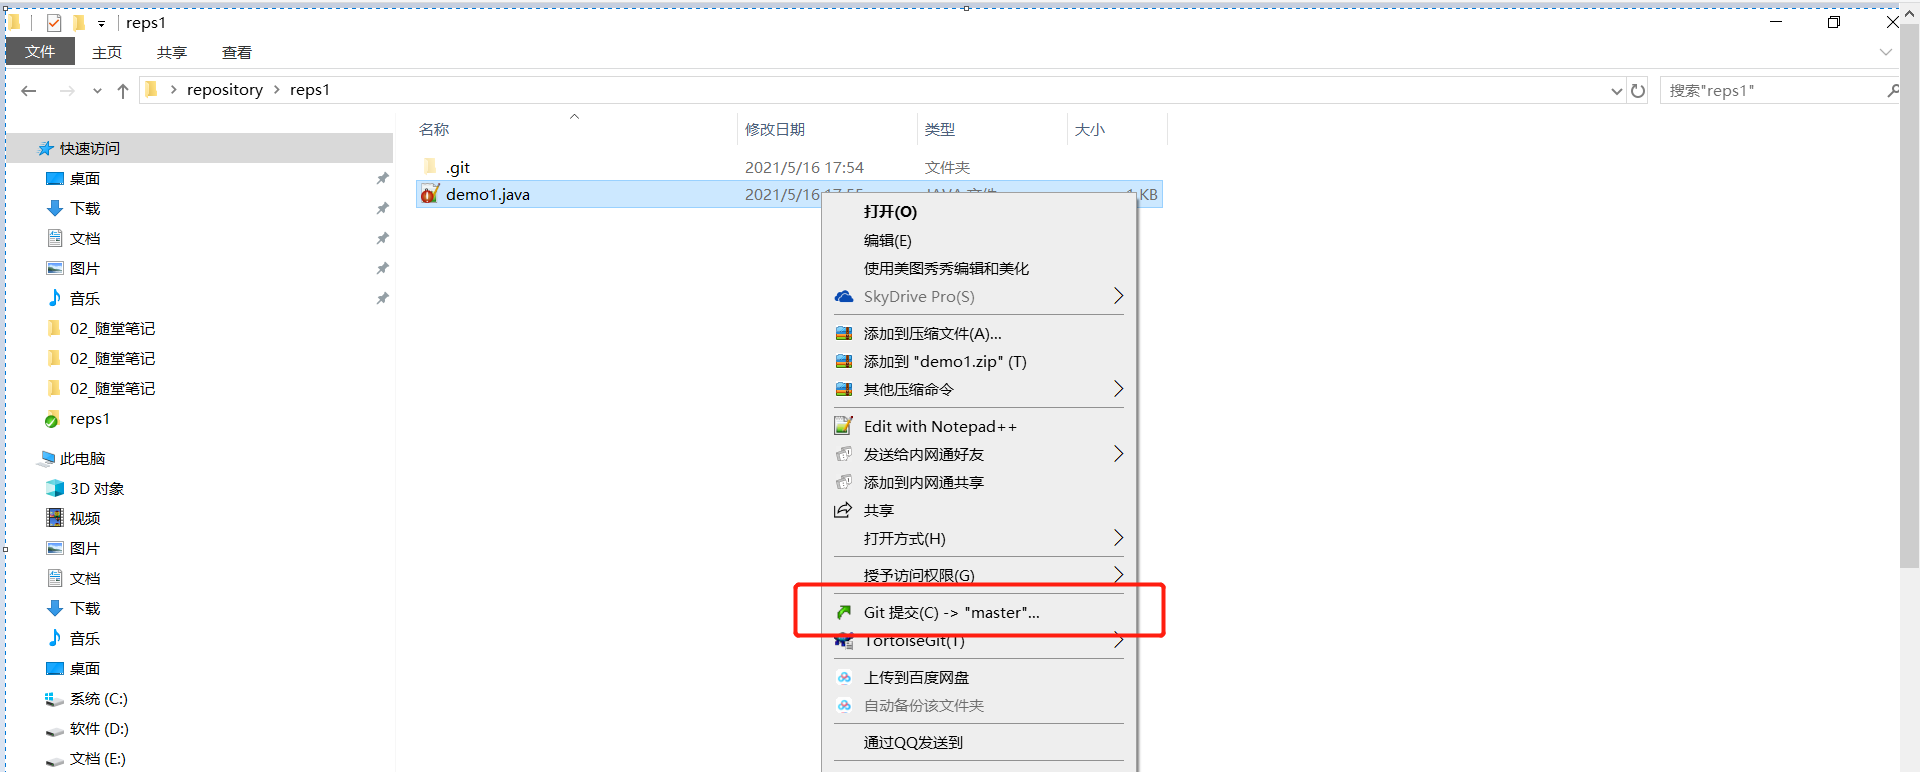 reps1
文件 主页 共享 查看
repository reps1 搜索"reps1"
名称 修改日期 类型 大小
快速访问
桌面
下载
文档
图片
音乐
02_随堂笔记
02_随堂笔记
02_随堂笔记
reps1
此电脑
3D 对象
视频
图片
文档
下载
音乐
桌面
系统 (C:)
软件 (D:)
文档 (E:)
.git 2021/5/16 17:54 文件夹
demo1.java 2021/5/16 17:55 JAVA 文件 1 KB
打开(O)
编辑(E)
使用美图秀秀编辑和美化
SkyDrive Pro(S)
添加到压缩文件(A)...
添加到 "demo1.zip" (T)
其他压缩命令
Edit with Notepad++
发送给内网通好友
添加到内网通共享
共享
打开方式(H)
授予访问权限(G)
Git 提交(C) -> "master"...
TortoiseGit(T)
上传到百度网盘
自动备份该文件夹
通过QQ发送到